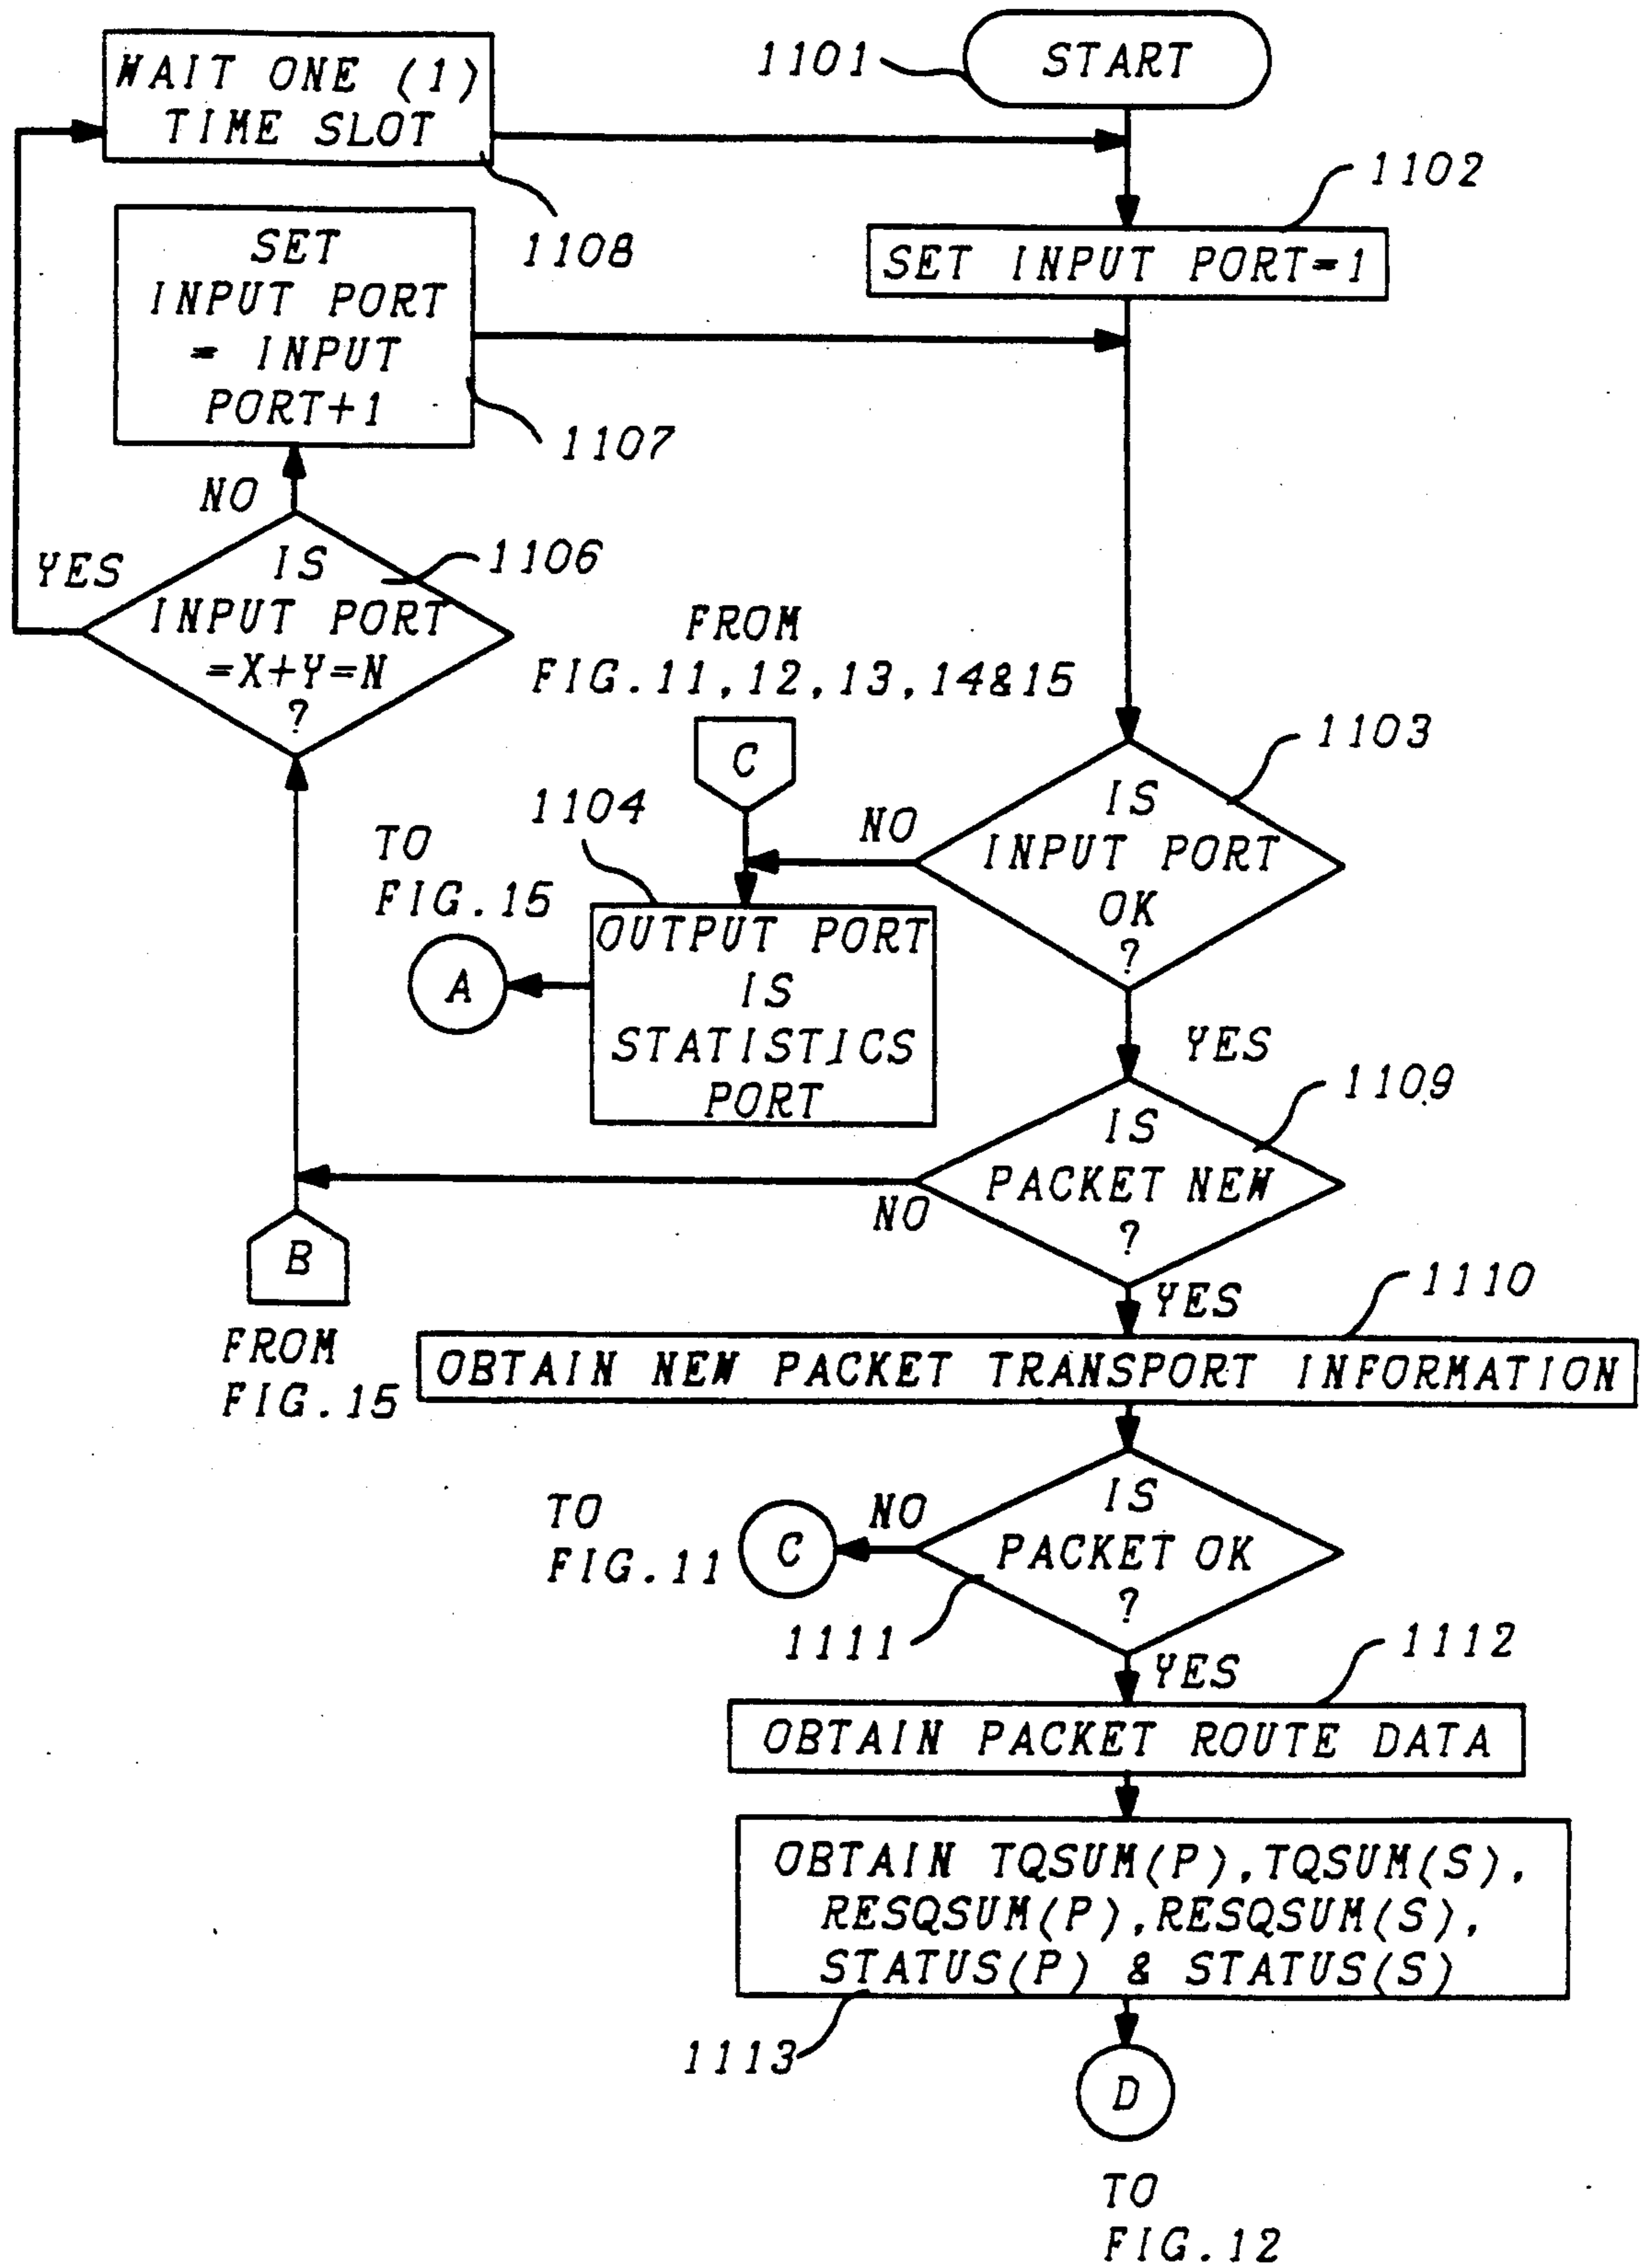 WAIT ONE (1)
TIME SLOT
1108
1101
START
1102
SET INPUT PORT=1
SET
INPUT PORT
= INPUT
PORT+1
1107
NO
YES
IS
INPUT PORT
=X+Y=N
?
1106
FROM
FIG.11,12,13,14&15
C
1103
IS
INPUT PORT
OK
?
NO
1104
TO
FIG.15
A
OUTPUT PORT
IS
STATISTICS
PORT
YES
1109
IS
PACKET NEW
?
NO
B
FROM
FIG.15
YES
1110
OBTAIN NEW PACKET TRANSPORT INFORMATION
TO
FIG.11
C
NO
IS
PACKET OK
?
1111
YES
1112
OBTAIN PACKET ROUTE DATA
OBTAIN TQSUM(P),TQSUM(S),
RESQSUM(P),RESQSUM(S),
STATUS(P) & STATUS(S)
1113
D
TO
FIG.12